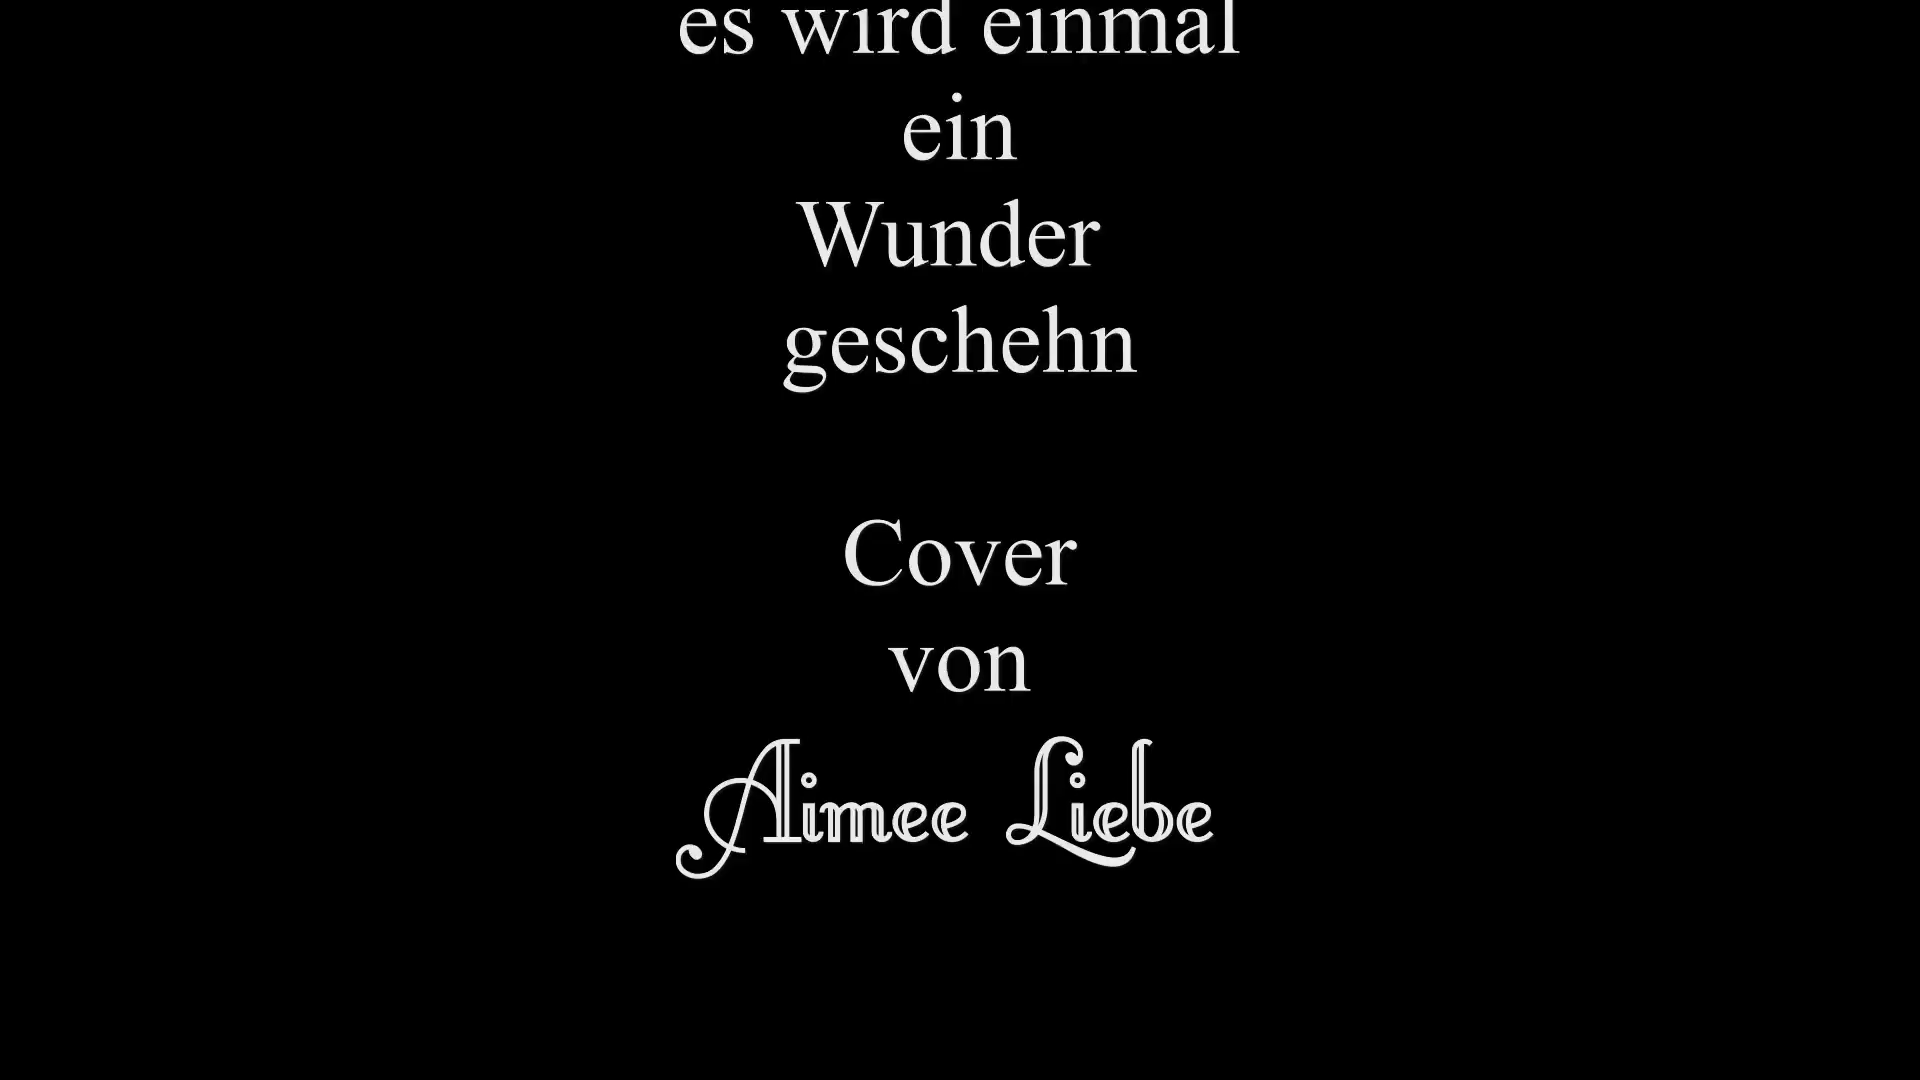 es wird einmal
ein
Wunder
geschehn
Cover
von
Aimee Liebe